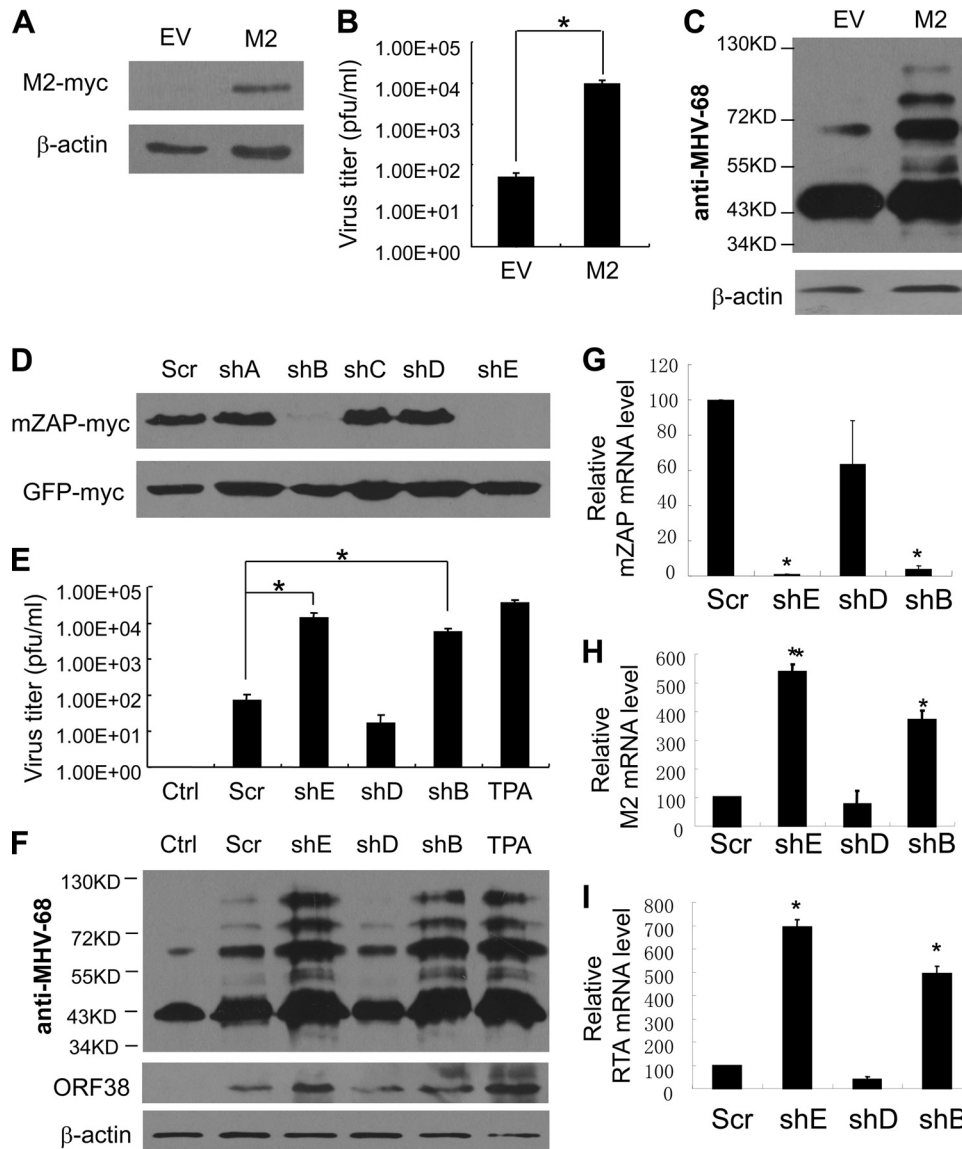 A
EV M2
M2-myc
β-actin
B
*
Virus titer (pfu/ml)
1.00E+05
1.00E+04
1.00E+03
1.00E+02
1.00E+01
1.00E+00
EV M2
C
EV M2
anti-MHV-68
130KD
72KD
55KD
43KD
34KD
β-actin
D
Scr shA shB shC shD shE
mZAP-myc
GFP-myc
E
* *
Virus titer (pfu/ml)
1.00E+05
1.00E+04
1.00E+03
1.00E+02
1.00E+01
1.00E+00
Ctrl Scr shE shD shB TPA
F
Ctrl Scr shE shD shB TPA
anti-MHV-68
130KD
72KD
55KD
43KD
34KD
ORF38
β-actin
G
Relative
mZAP mRNA level
120
100
80
60
40
20
0
* *
Scr shE shD shB
H
Relative
M2 mRNA level
600
500
400
300
200
100
0
** *
Scr shE shD shB
I
Relative
RTA mRNA level
800
700
600
500
400
300
200
100
0
* *
Scr shE shD shB